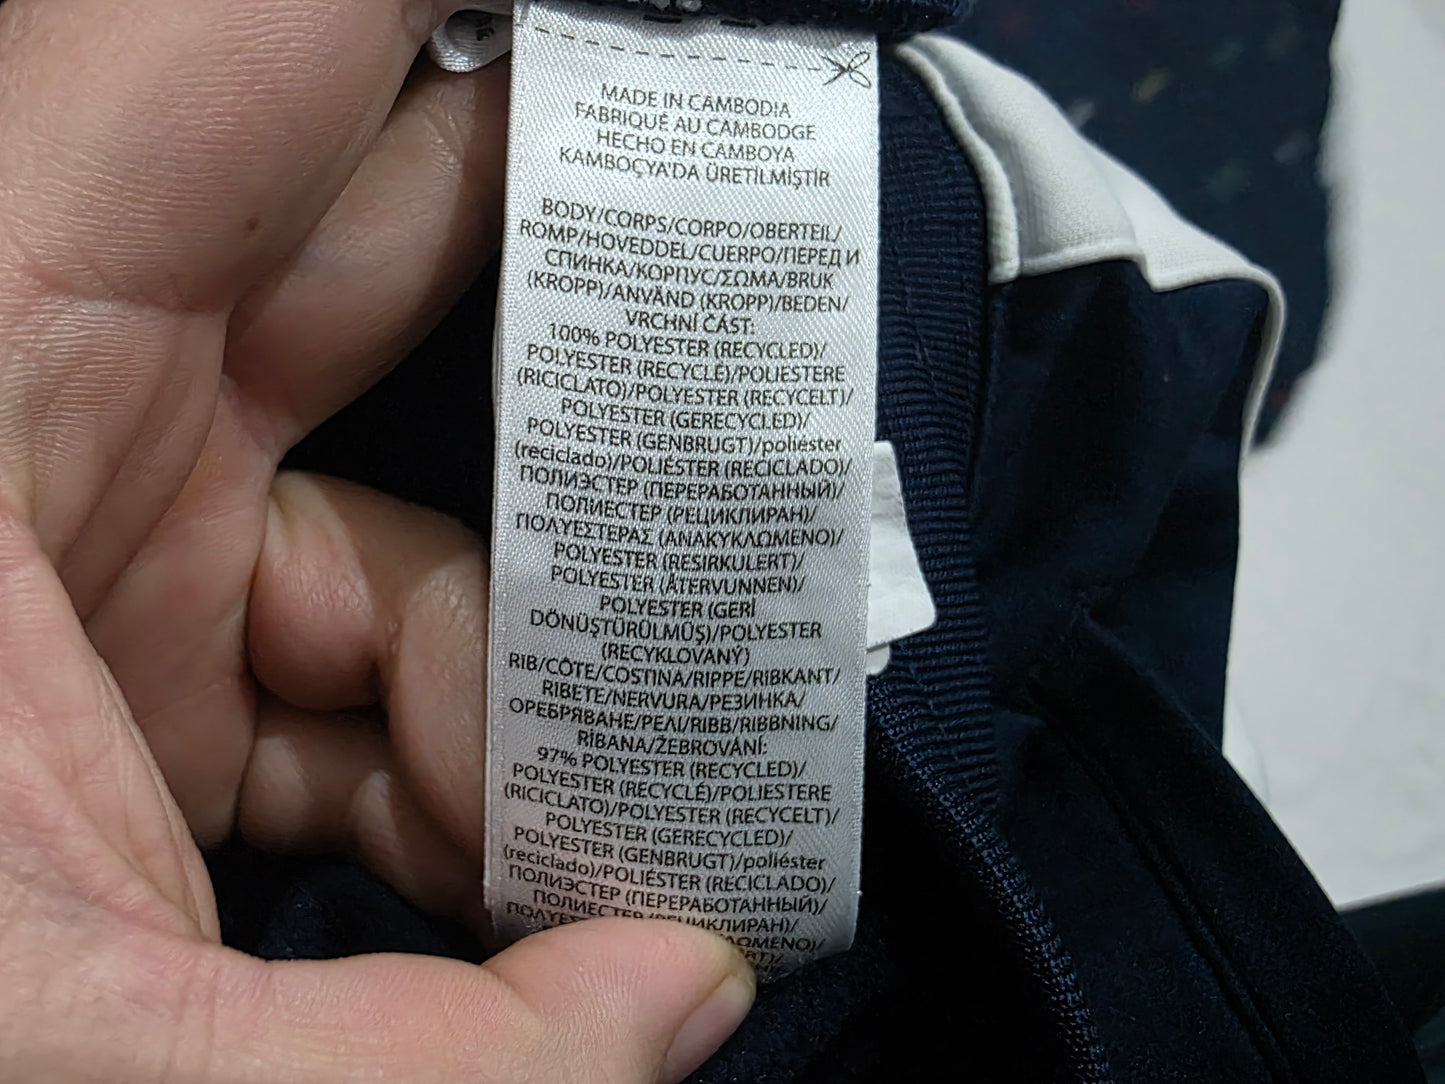 MADE IN CAMBODIA
FABRIQUÉ AU CAMBODGE
HECHO EN CAMBOYA
KAMBOÇYA'DA ÜRETİLMİŞTİR
BODY/CORPS/CORPO/OBERTEIL/
ROMP/HOVEDDEL/CUERPO/ПЕРЕД И
СПИНКА/КОРПУС/ΣΩΜΑ/BRUK
(KROPP)/ANVÄND (KROPP)/BEDEN/
VRCHNÍ ČÁST:
100% POLYESTER (RECYCLED)/
POLYESTER (RECYCLÉ)/POLIESTERE
(RICICLATO)/POLYESTER (RECYCELT)/
POLYESTER (GERECYCLED)/
POLYESTER (GENBRUGT)/poliéster
(reciclado)/POLIÉSTER (RECICLADO)/
ПОЛИЭСТЕР (ПЕРЕРАБОТАННЫЙ)/
ПОЛИЕСТЕР (РЕЦИКЛИРАН)/
ΠΟΛΥΕΣΤΕΡΑΣ (ΑΝΑΚΥΚΛΩΜΕΝΟ)/
POLYESTER (RESIRKULERT)/
POLYESTER (ÅTERVUNNEN)/
POLYESTER (GERİ
DÖNÜŞTÜRÜLMÜŞ)/POLYESTER
(RECYKLOVANÝ)
RIB/CÔTE/COSTINA/RIPPE/RIBKANT/
RIBETE/NERVURA/РЕЗИНКА/
ОРЕБРЯВАНЕ/ΡΕΛΙ/RIBB/RIBBNING/
RİBANA/ŽEBROVÁNÍ:
97% POLYESTER (RECYCLED)/
POLYESTER (RECYCLÉ)/POLIESTERE
(RICICLATO)/POLYESTER (RECYCELT)/
POLYESTER (GERECYCLED)/
POLYESTER (GENBRUGT)/poliéster
(reciclado)/POLIÉSTER (RECICLADO)/
ПОЛИЭСТЕР (ПЕРЕРАБОТАННЫЙ)/
ПОЛИЕСТЕР (РЕЦИКЛИРАН)/